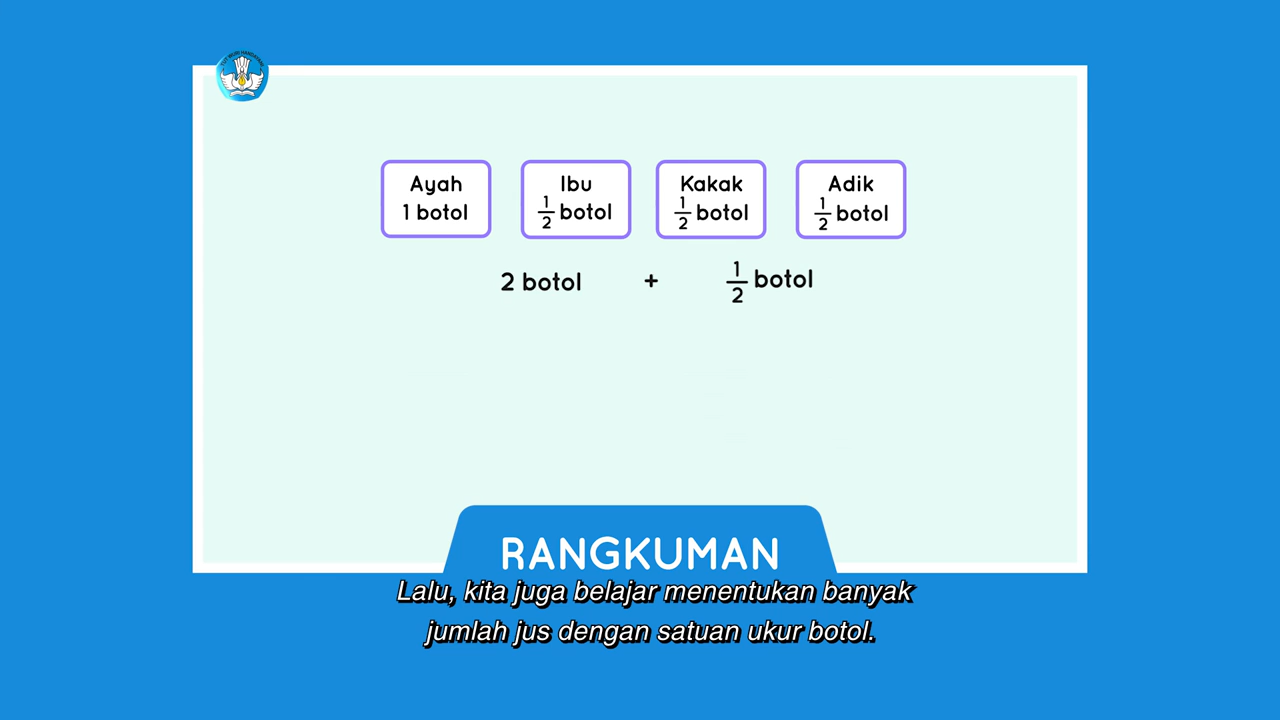 Ayah
1 botol
Ibu
1/2 botol
Kakak
1/2 botol
Adik
1/2 botol
2 botol + 1/2 botol
RANGKUMAN
Lalu, kita juga belajar menentukan banyak
jumlah jus dengan satuan ukur botol.